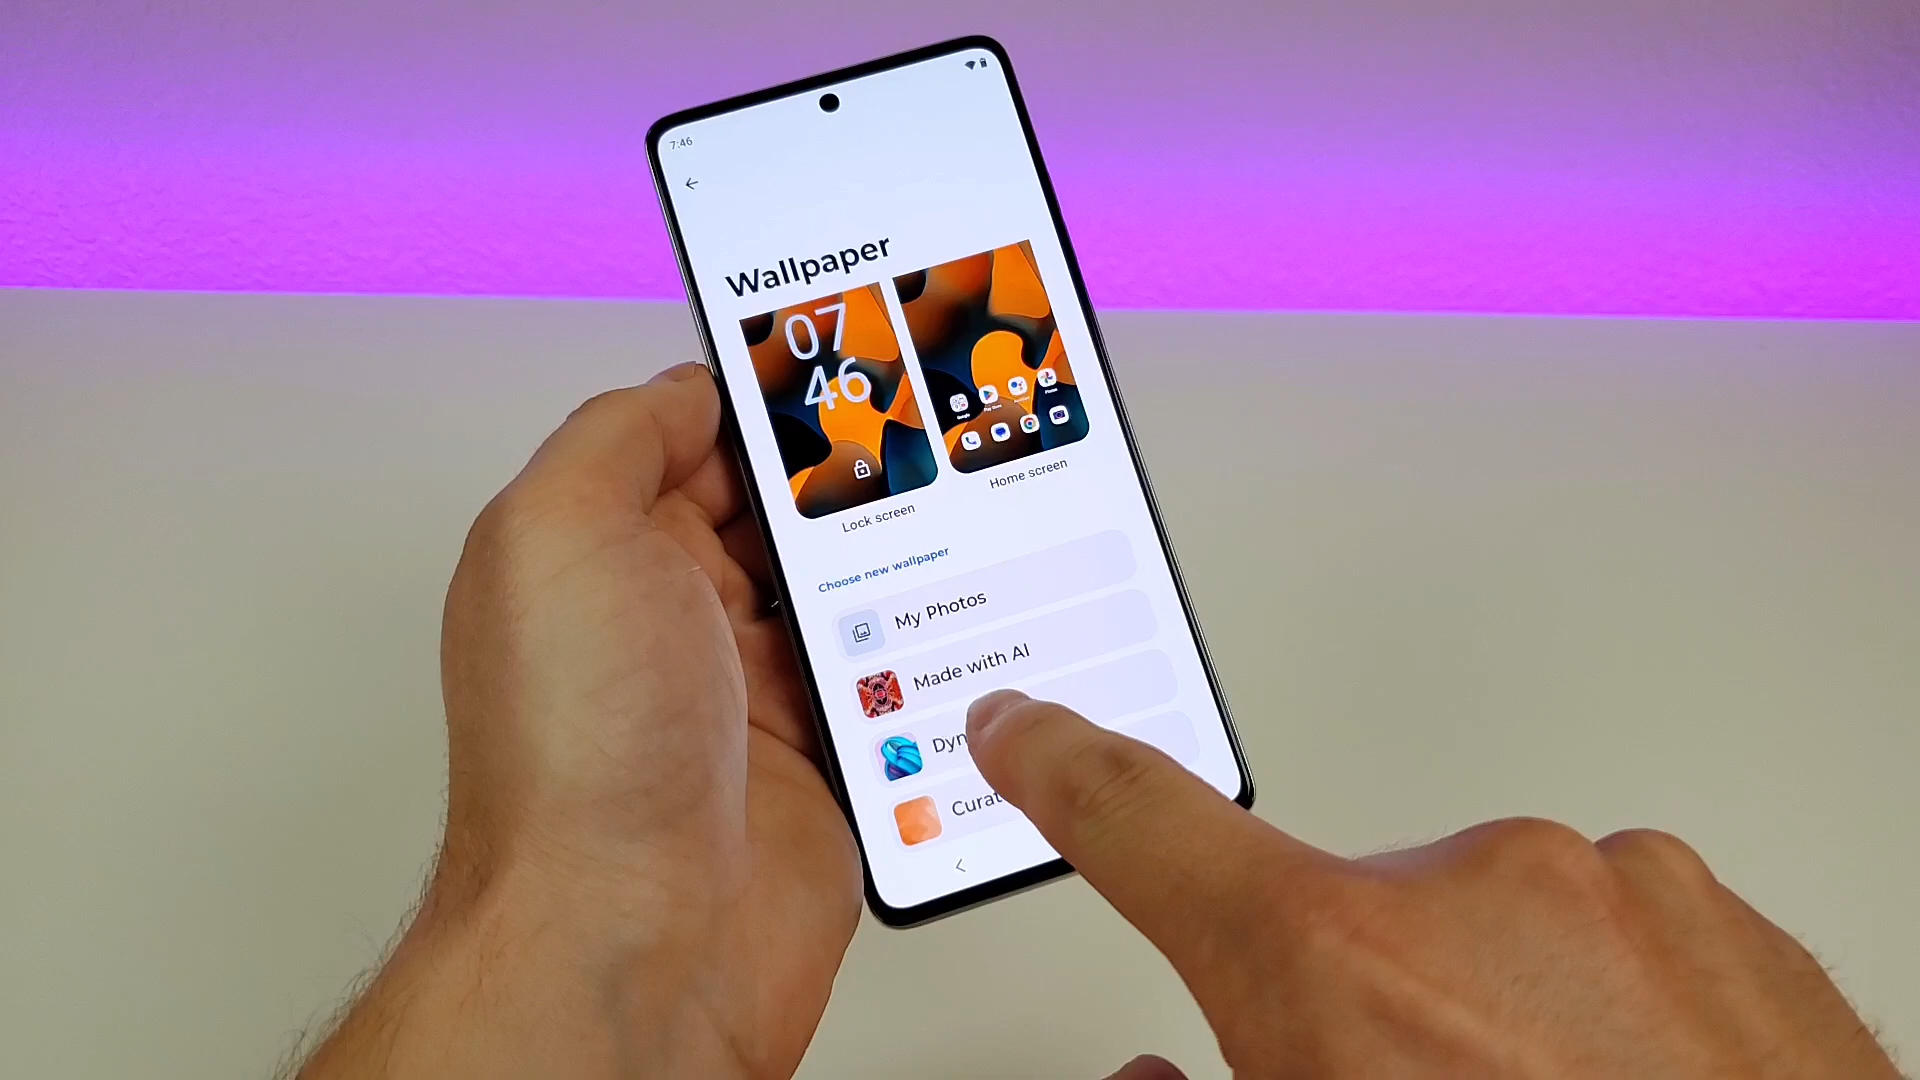 7:46
Wallpaper
07
46
Lock screen
Home screen
Choose new wallpaper
My Photos
Made with AI
Dyn
Curat